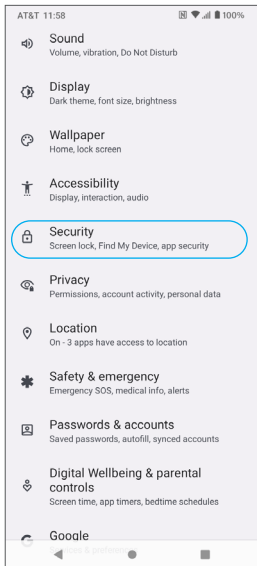 AT&T 11:58 N 100%
Sound
Volume, vibration, Do Not Disturb
Display
Dark theme, font size, brightness
Wallpaper
Home, lock screen
Accessibility
Display, interaction, audio
Security
Screen lock, Find My Device, app security
Privacy
Permissions, account activity, personal data
Location
On - 3 apps have access to location
Safety & emergency
Emergency SOS, medical info, alerts
Passwords & accounts
Saved passwords, autofill, synced accounts
Digital Wellbeing & parental
controls
Screen time, app timers, bedtime schedules
Google
Services & preferences